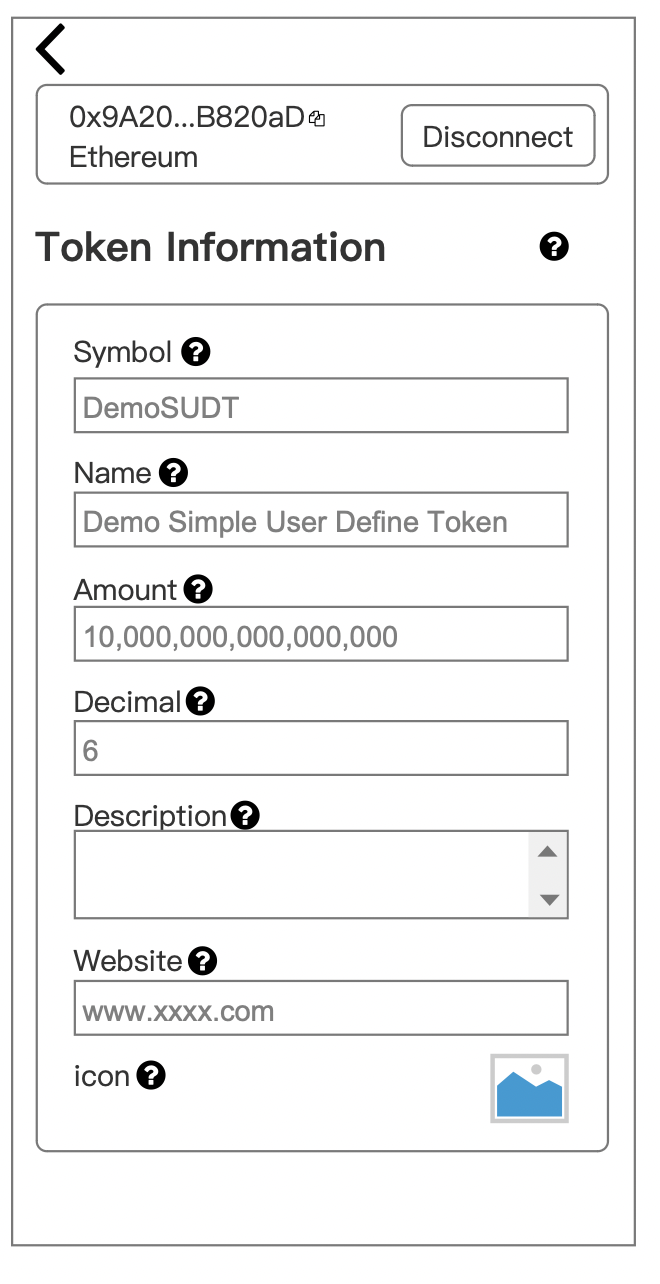 0x9A20...B820aD
Ethereum
Disconnect
Token Information
Symbol
DemoSUDT
Name
Demo Simple User Define Token
Amount
10,000,000,000,000,000
Decimal
6
Description
Website
www.xxxx.com
icon